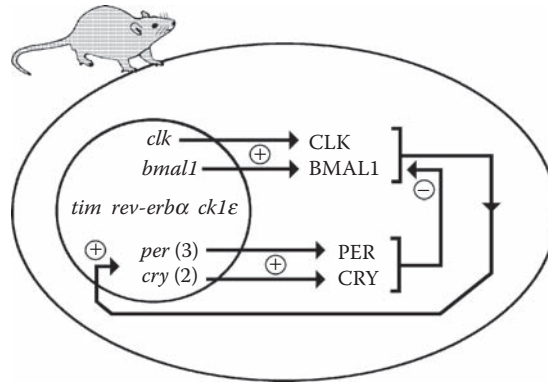 clk CLK
⊕
bmal1 BMAL1
⊖
tim rev-erbα ck1ε
⊕ per (3) PER
⊕
cry (2) CRY